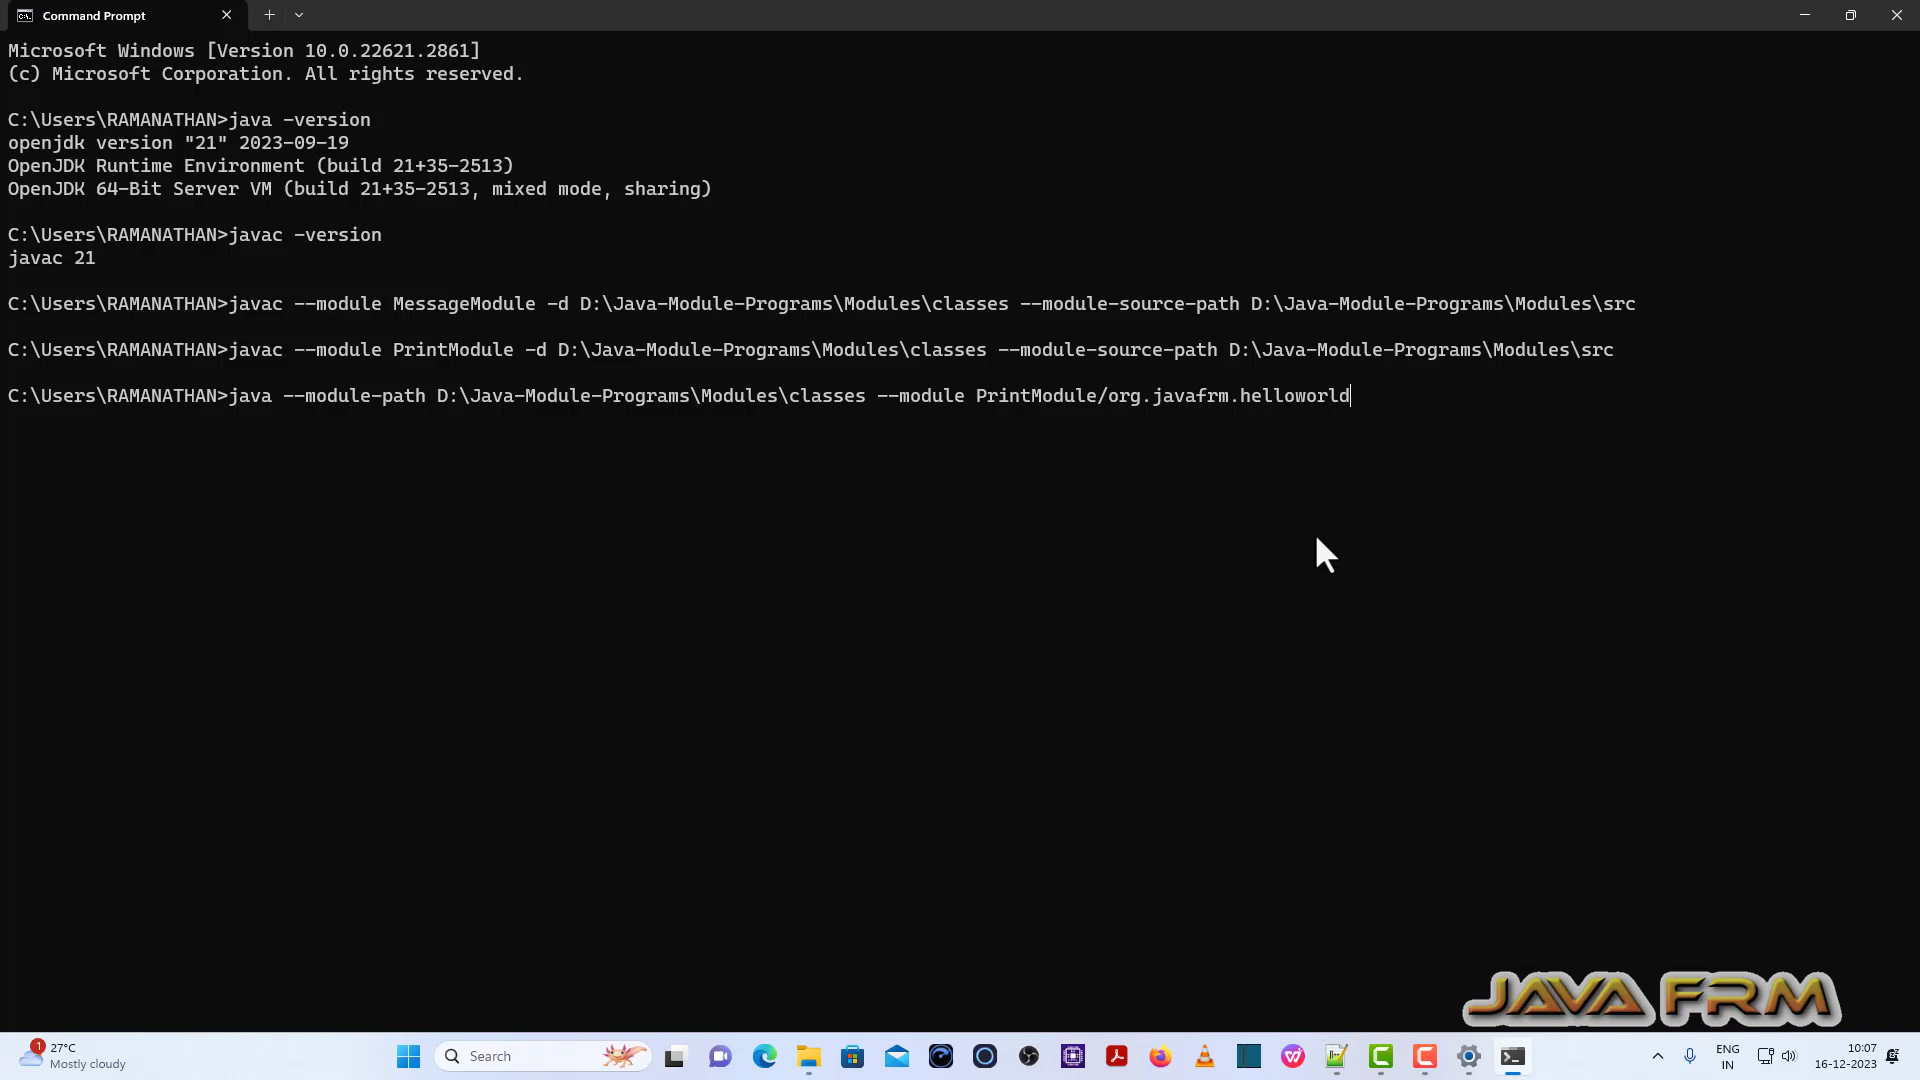 Command Prompt
Microsoft Windows [Version 10.0.22621.2861]
(c) Microsoft Corporation. All rights reserved.
C:\Users\RAMANATHAN>java -version
openjdk version "21" 2023-09-19
OpenJDK Runtime Environment (build 21+35-2513)
OpenJDK 64-Bit Server VM (build 21+35-2513, mixed mode, sharing)
C:\Users\RAMANATHAN>javac -version
javac 21
C:\Users\RAMANATHAN>javac --module MessageModule -d D:\Java-Module-Programs\Modules\classes --module-source-path D:\Java-Module-Programs\Modules\src
C:\Users\RAMANATHAN>javac --module PrintModule -d D:\Java-Module-Programs\Modules\classes --module-source-path D:\Java-Module-Programs\Modules\src
C:\Users\RAMANATHAN>java --module-path D:\Java-Module-Programs\Modules\classes --module PrintModule/org.javafrm.helloworld
JAVA FRM
1
27°C
Mostly cloudy
Search
ENG
IN
10:07
16-12-2023